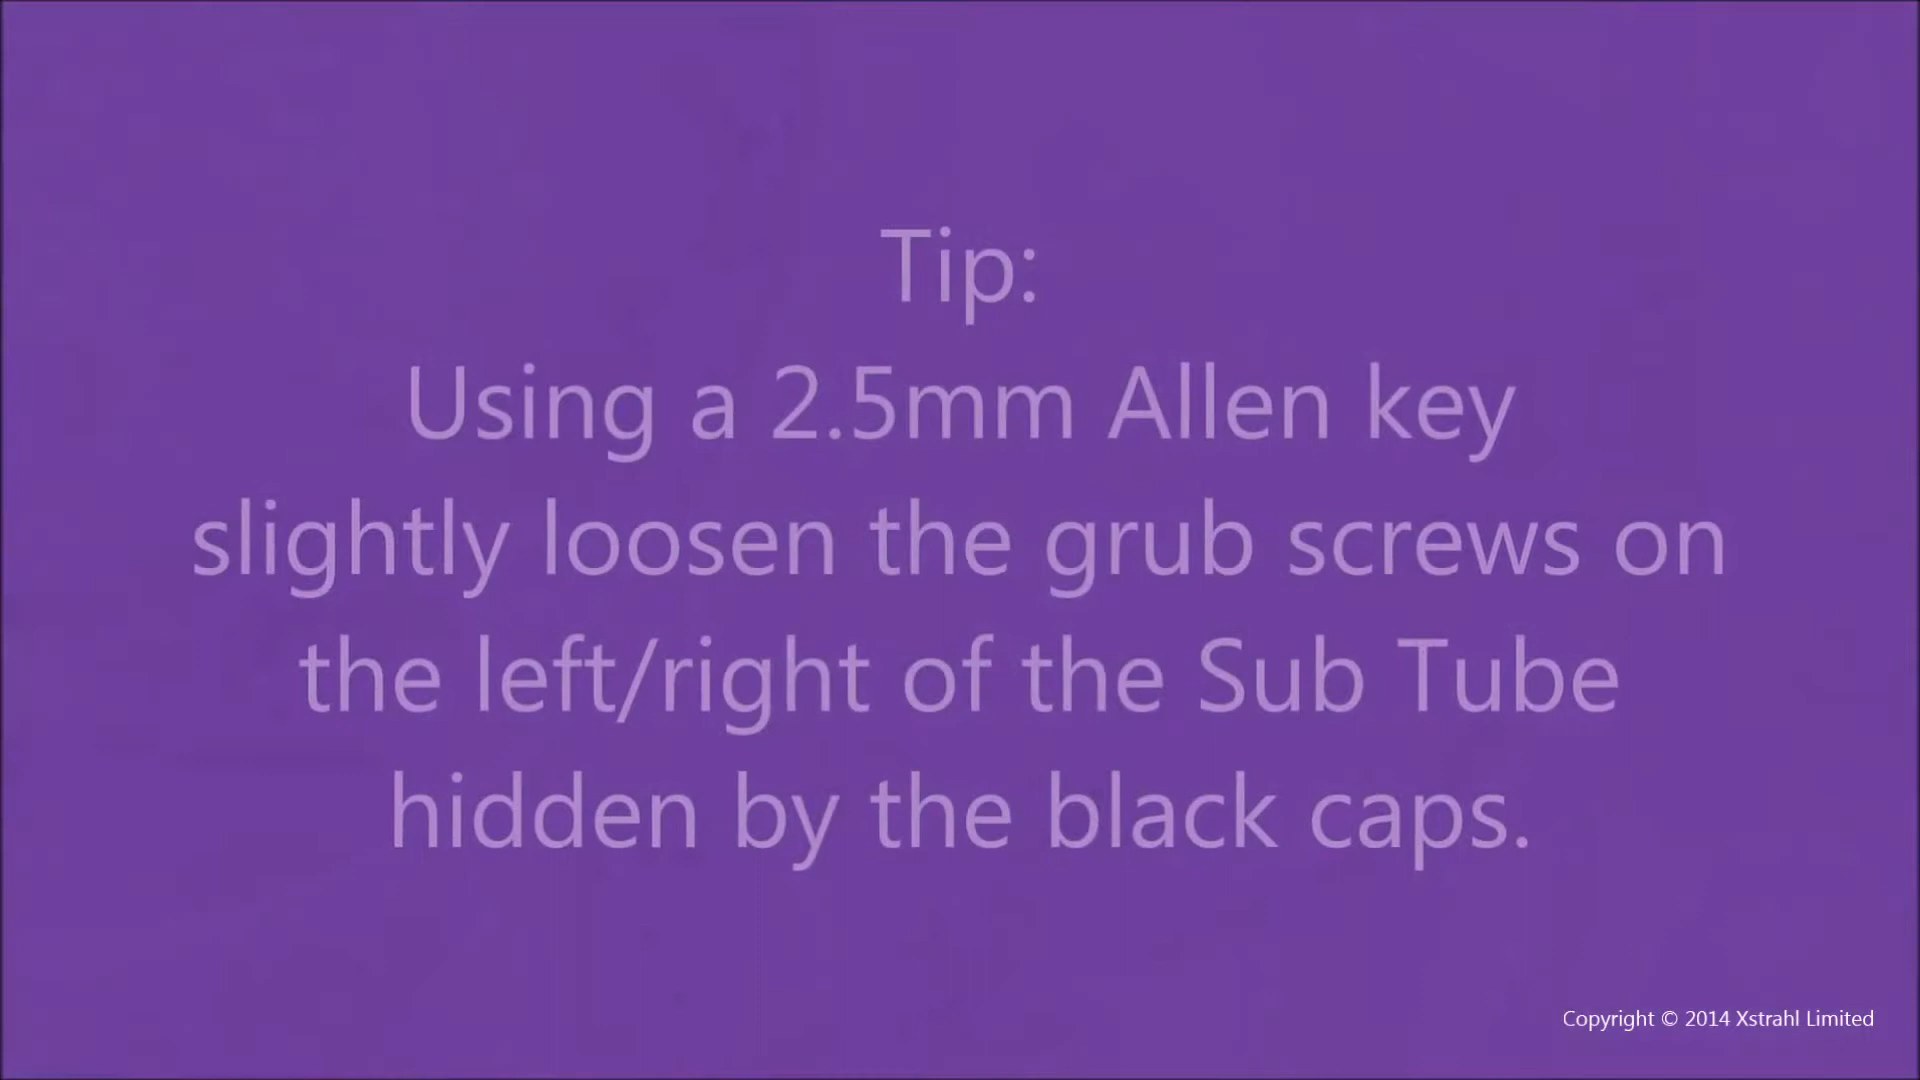 Tip:
Using a 2.5mm Allen key
slightly loosen the grub screws on
the left/right of the Sub Tube
hidden by the black caps.
Copyright © 2014 Xstrahl Limited